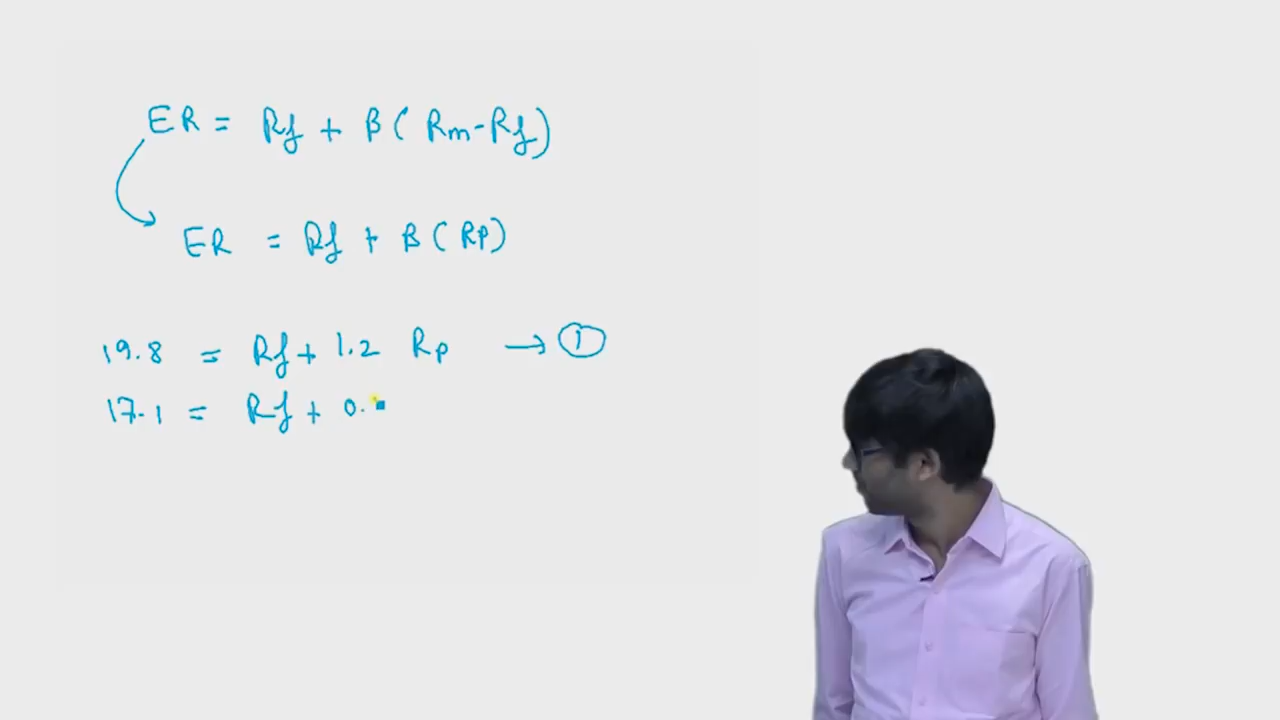 ER = Rf + B ( Rm - Rf )
ER = Rf + B ( Rp )
19.8 = Rf + 1.2 Rp → ①
17.1 = Rf + 0.